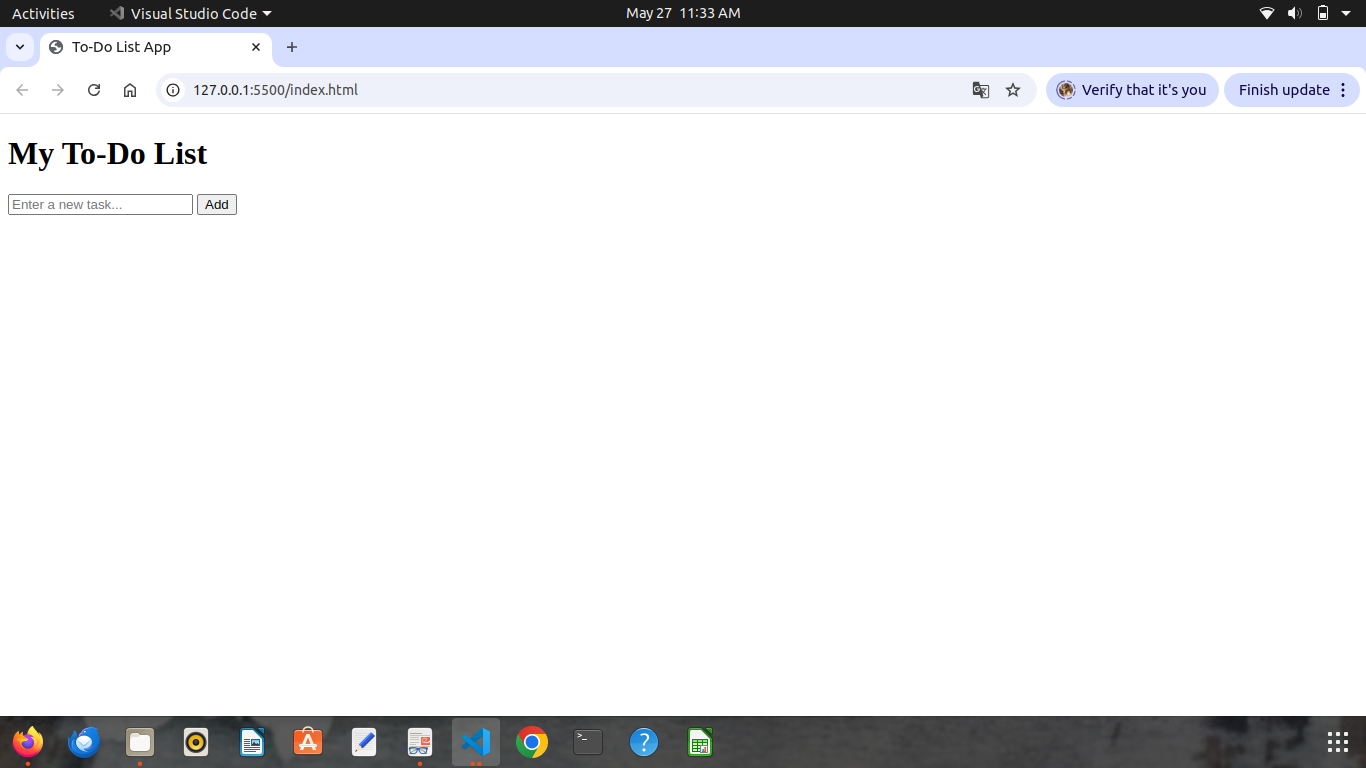 Activities
Visual Studio Code
May 27 11:33 AM
To-Do List App
127.0.0.1:5500/index.html
Verify that it's you
Finish update
My To-Do List
Enter a new task...
Add